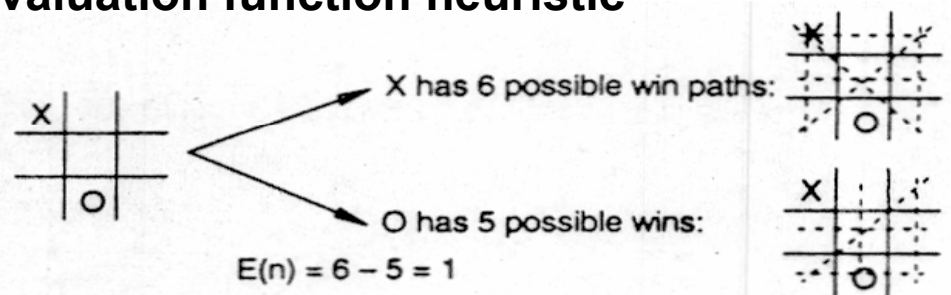 valuation function heuristic
X has 6 possible win paths:
X
O
X
O
O has 5 possible wins:
X
O
E(n) = 6 – 5 = 1